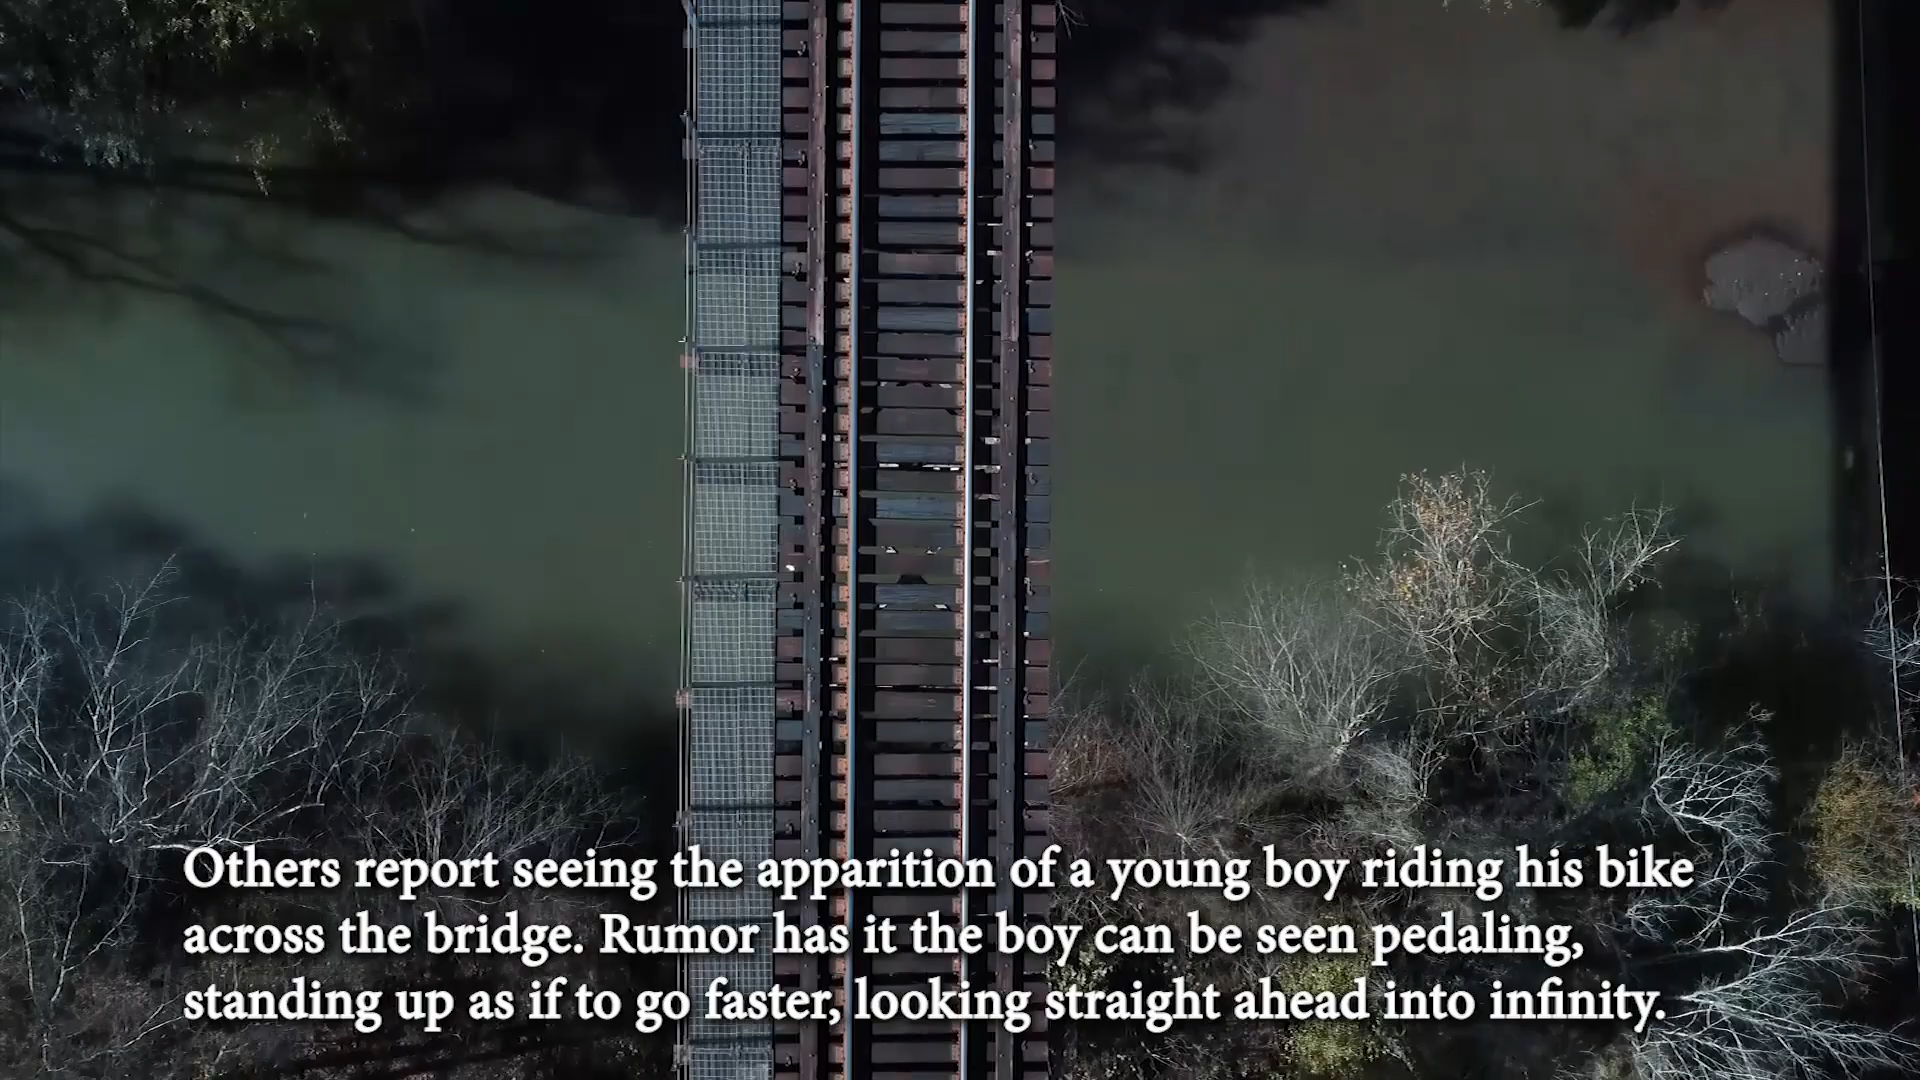 Others report seeing the apparition of a young boy riding his bike
across the bridge. Rumor has it the boy can be seen pedaling,
standing up as if to go faster, looking straight ahead into infinity.